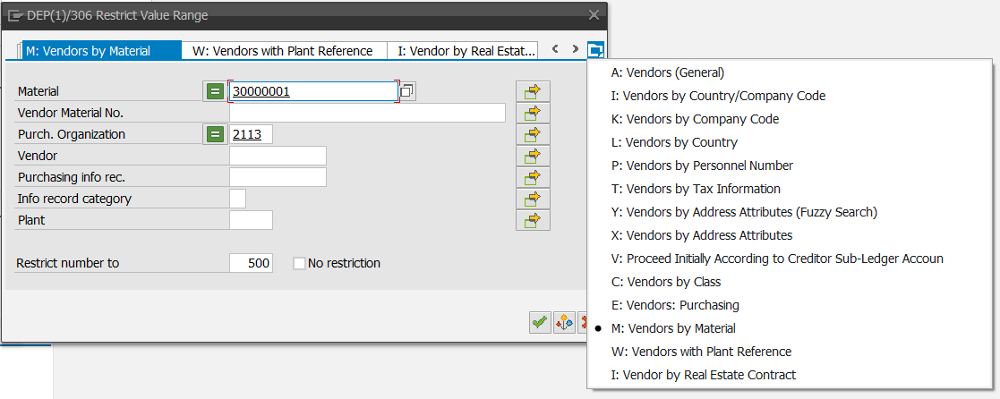 DEP(1)/306 Restrict Value Range
M: Vendors by Material
W: Vendors with Plant Reference
I: Vendor by Real Estat...
Material
30000001
Vendor Material No.
Purch. Organization
2113
Vendor
Purchasing info rec.
Info record category
Plant
Restrict number to
500
No restriction
A: Vendors (General)
I: Vendors by Country/Company Code
K: Vendors by Company Code
L: Vendors by Country
P: Vendors by Personnel Number
T: Vendors by Tax Information
Y: Vendors by Address Attributes (Fuzzy Search)
X: Vendors by Address Attributes
V: Proceed Initially According to Creditor Sub-Ledger Accoun
C: Vendors by Class
E: Vendors: Purchasing
M: Vendors by Material
W: Vendors with Plant Reference
I: Vendor by Real Estate Contract